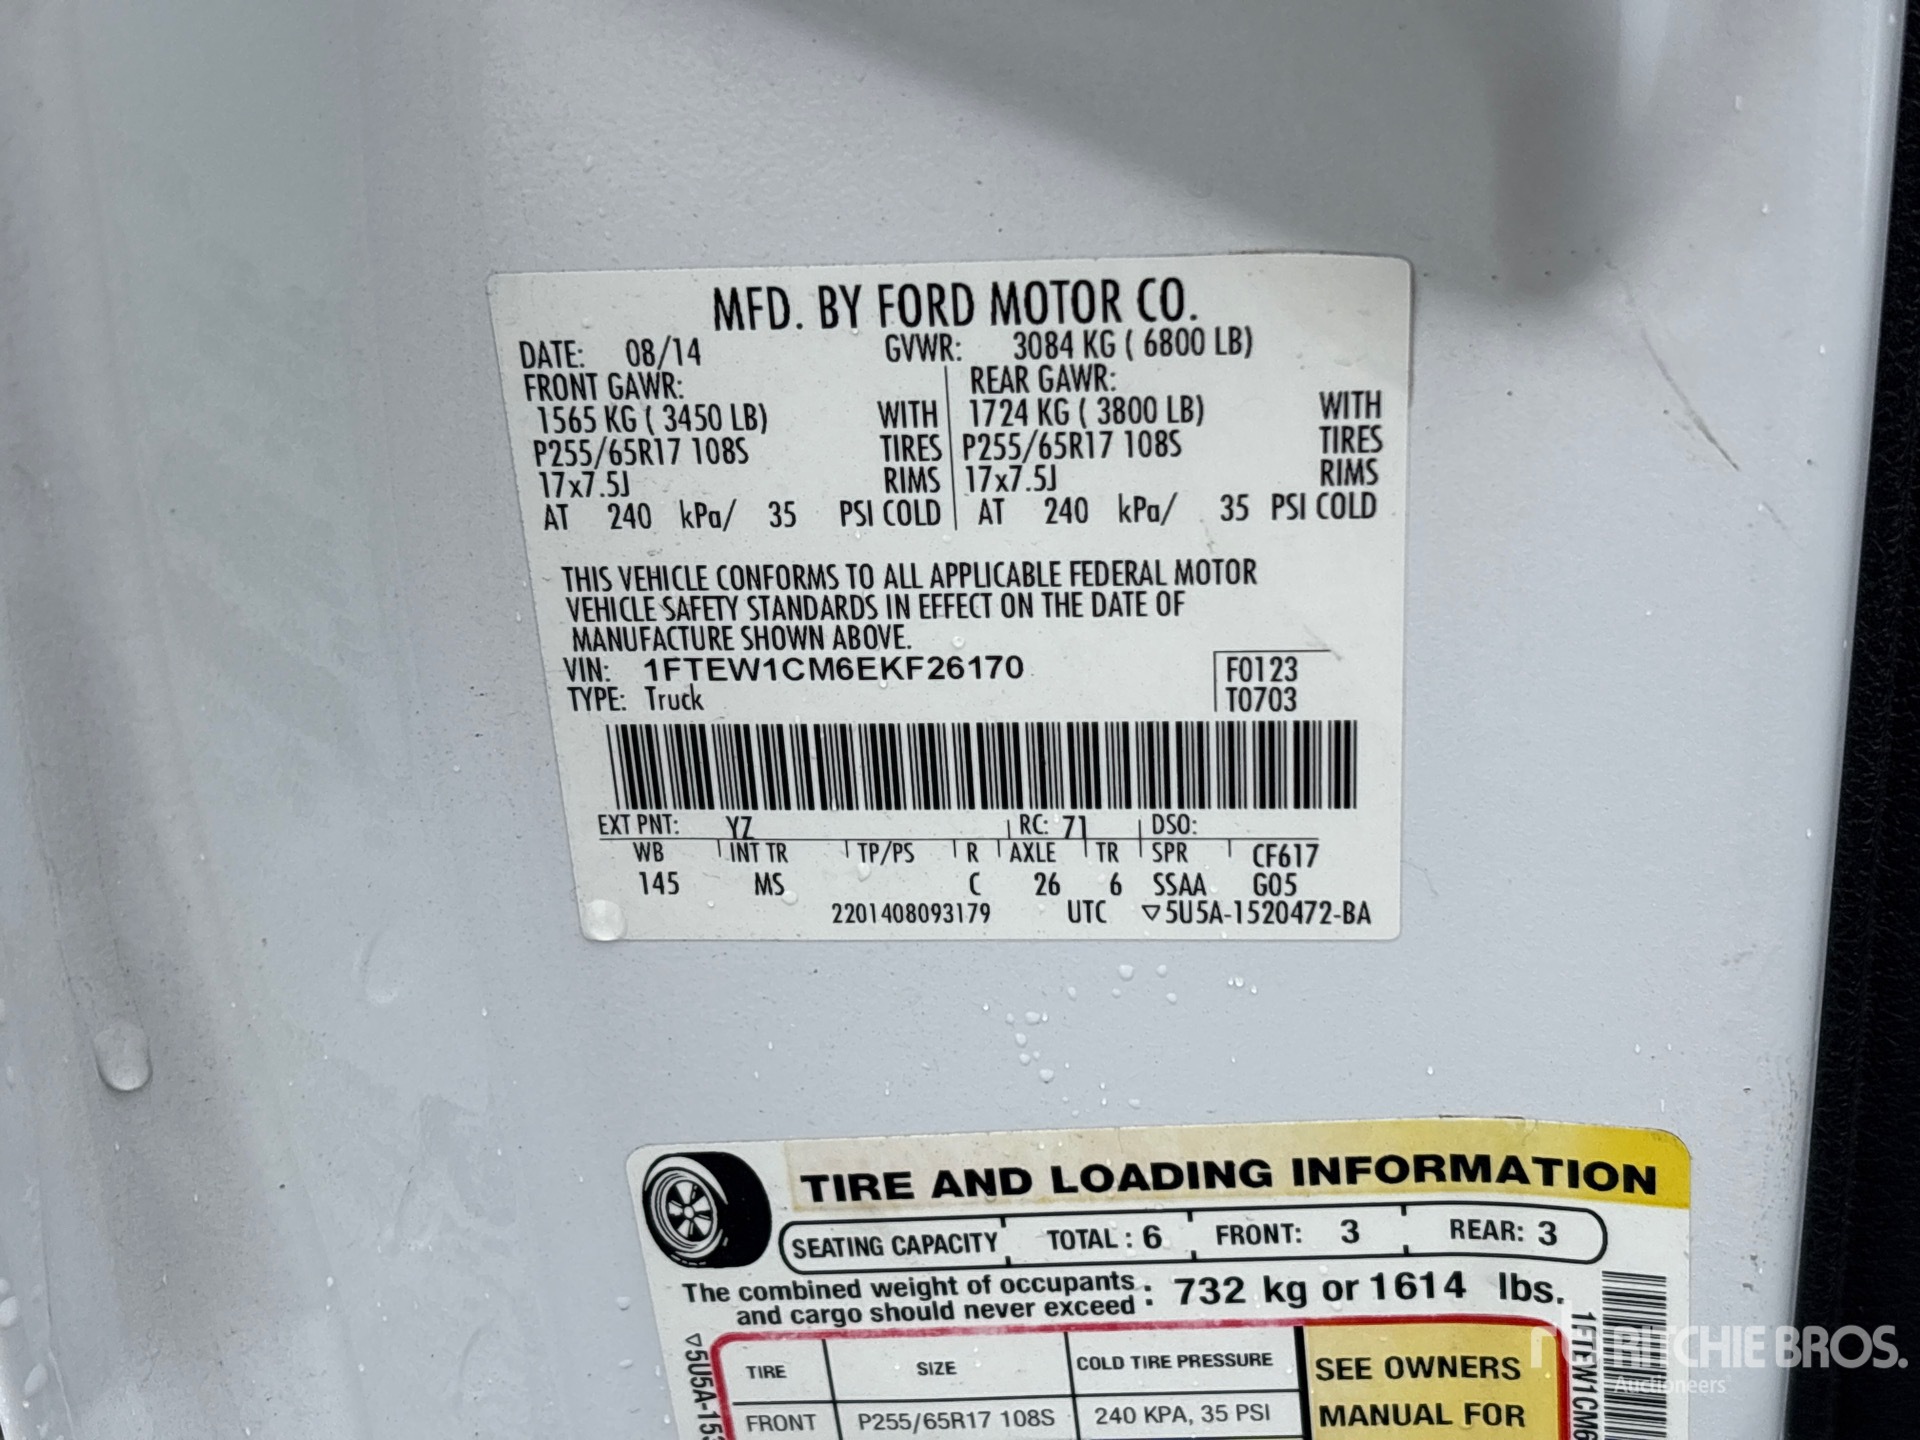 MFD. BY FORD MOTOR CO.
DATE: 08/14 GVWR: 3084 KG ( 6800 LB)
FRONT GAWR: REAR GAWR:
1565 KG ( 3450 LB) WITH 1724 KG ( 3800 LB) WITH
P255/65R17 108S TIRES P255/65R17 108S TIRES
17x7.5J RIMS 17x7.5J RIMS
AT 240 kPa/ 35 PSI COLD AT 240 kPa/ 35 PSI COLD
THIS VEHICLE CONFORMS TO ALL APPLICABLE FEDERAL MOTOR
VEHICLE SAFETY STANDARDS IN EFFECT ON THE DATE OF
MANUFACTURE SHOWN ABOVE.
VIN: 1FTEW1CM6EKF26170 F0123
TYPE: Truck T0703
EXT PNT: YZ RC: 71 DSO:
WB INT TR TP/PS R AXLE TR SPR CF617
145 MS C 26 6 SSAA G05
2201408093179 UTC ▽5U5A-1520472-BA
TIRE AND LOADING INFORMATION
SEATING CAPACITY TOTAL : 6 FRONT: 3 REAR: 3
The combined weight of occupants : 732 kg or 1614 lbs.
and cargo should never exceed :
TIRE SIZE COLD TIRE PRESSURE SEE OWNERS
FRONT P255/65R17 108S 240 KPA, 35 PSI MANUAL FOR
▽5U5A-153
1FTEW1CM6
RITCHIE BROS.
Auctioneers